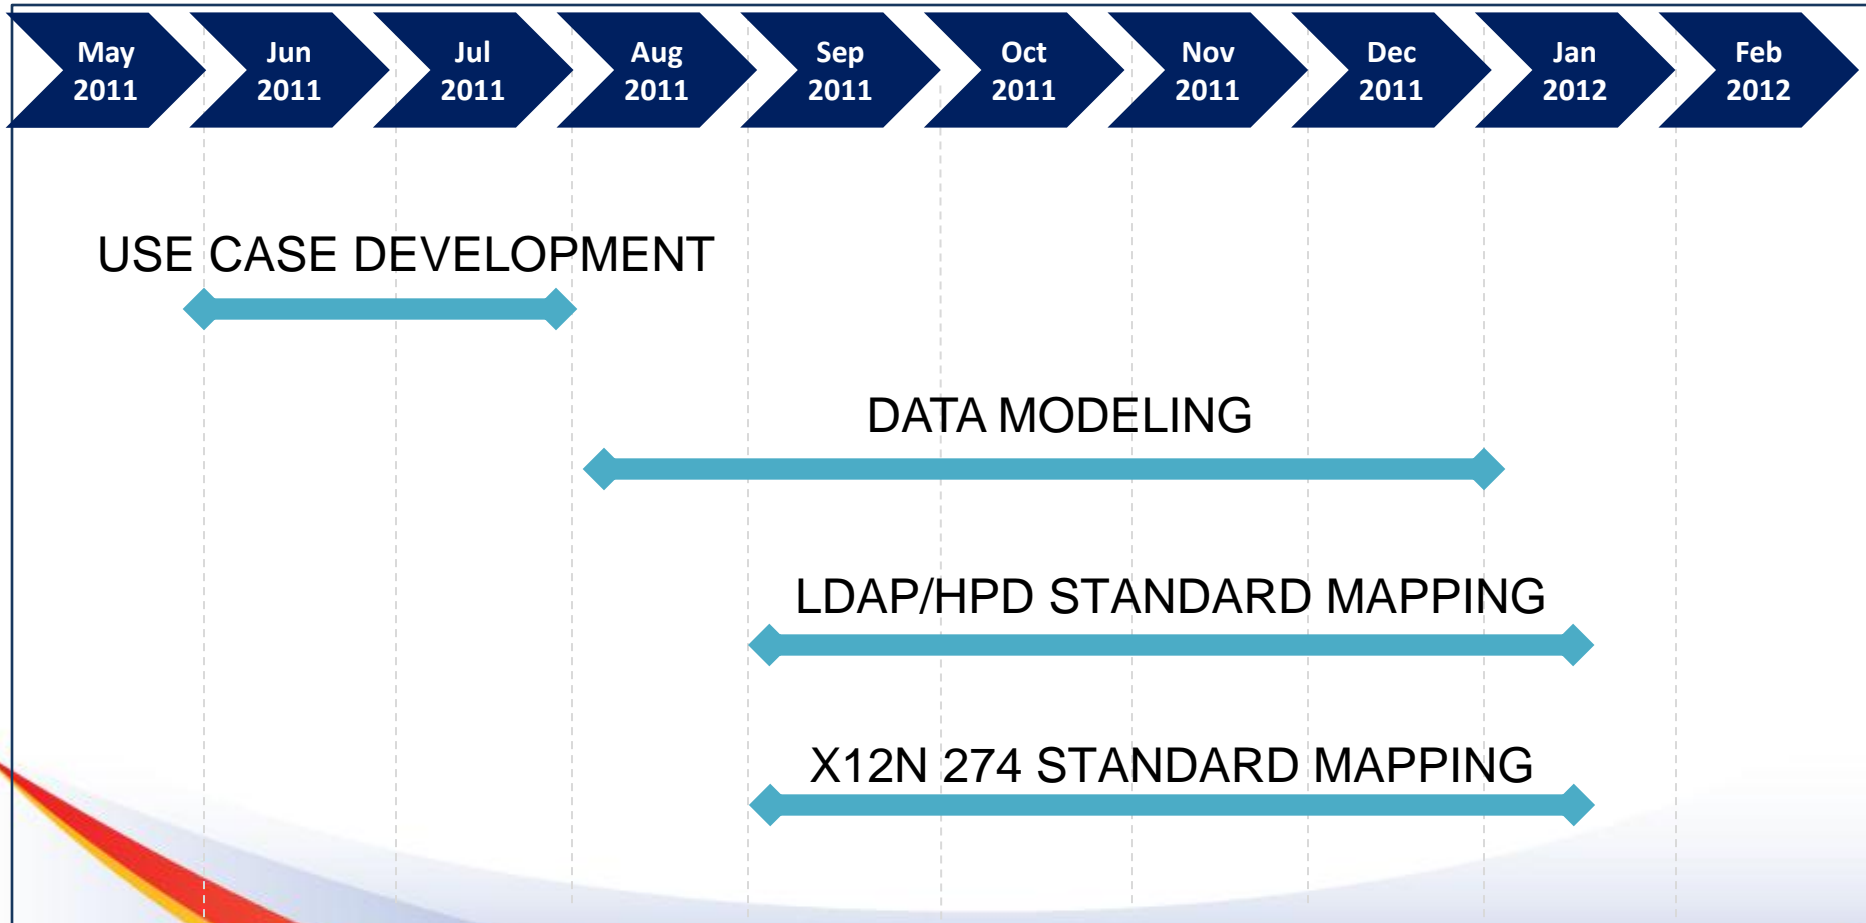 May
2011
Jun
2011
Jul
2011
Aug
2011
Sep
2011
Oct
2011
Nov
2011
Dec
2011
Jan
2012
Feb
2012
USE CASE DEVELOPMENT
DATA MODELING
LDAP/HPD STANDARD MAPPING
X12N 274 STANDARD MAPPING